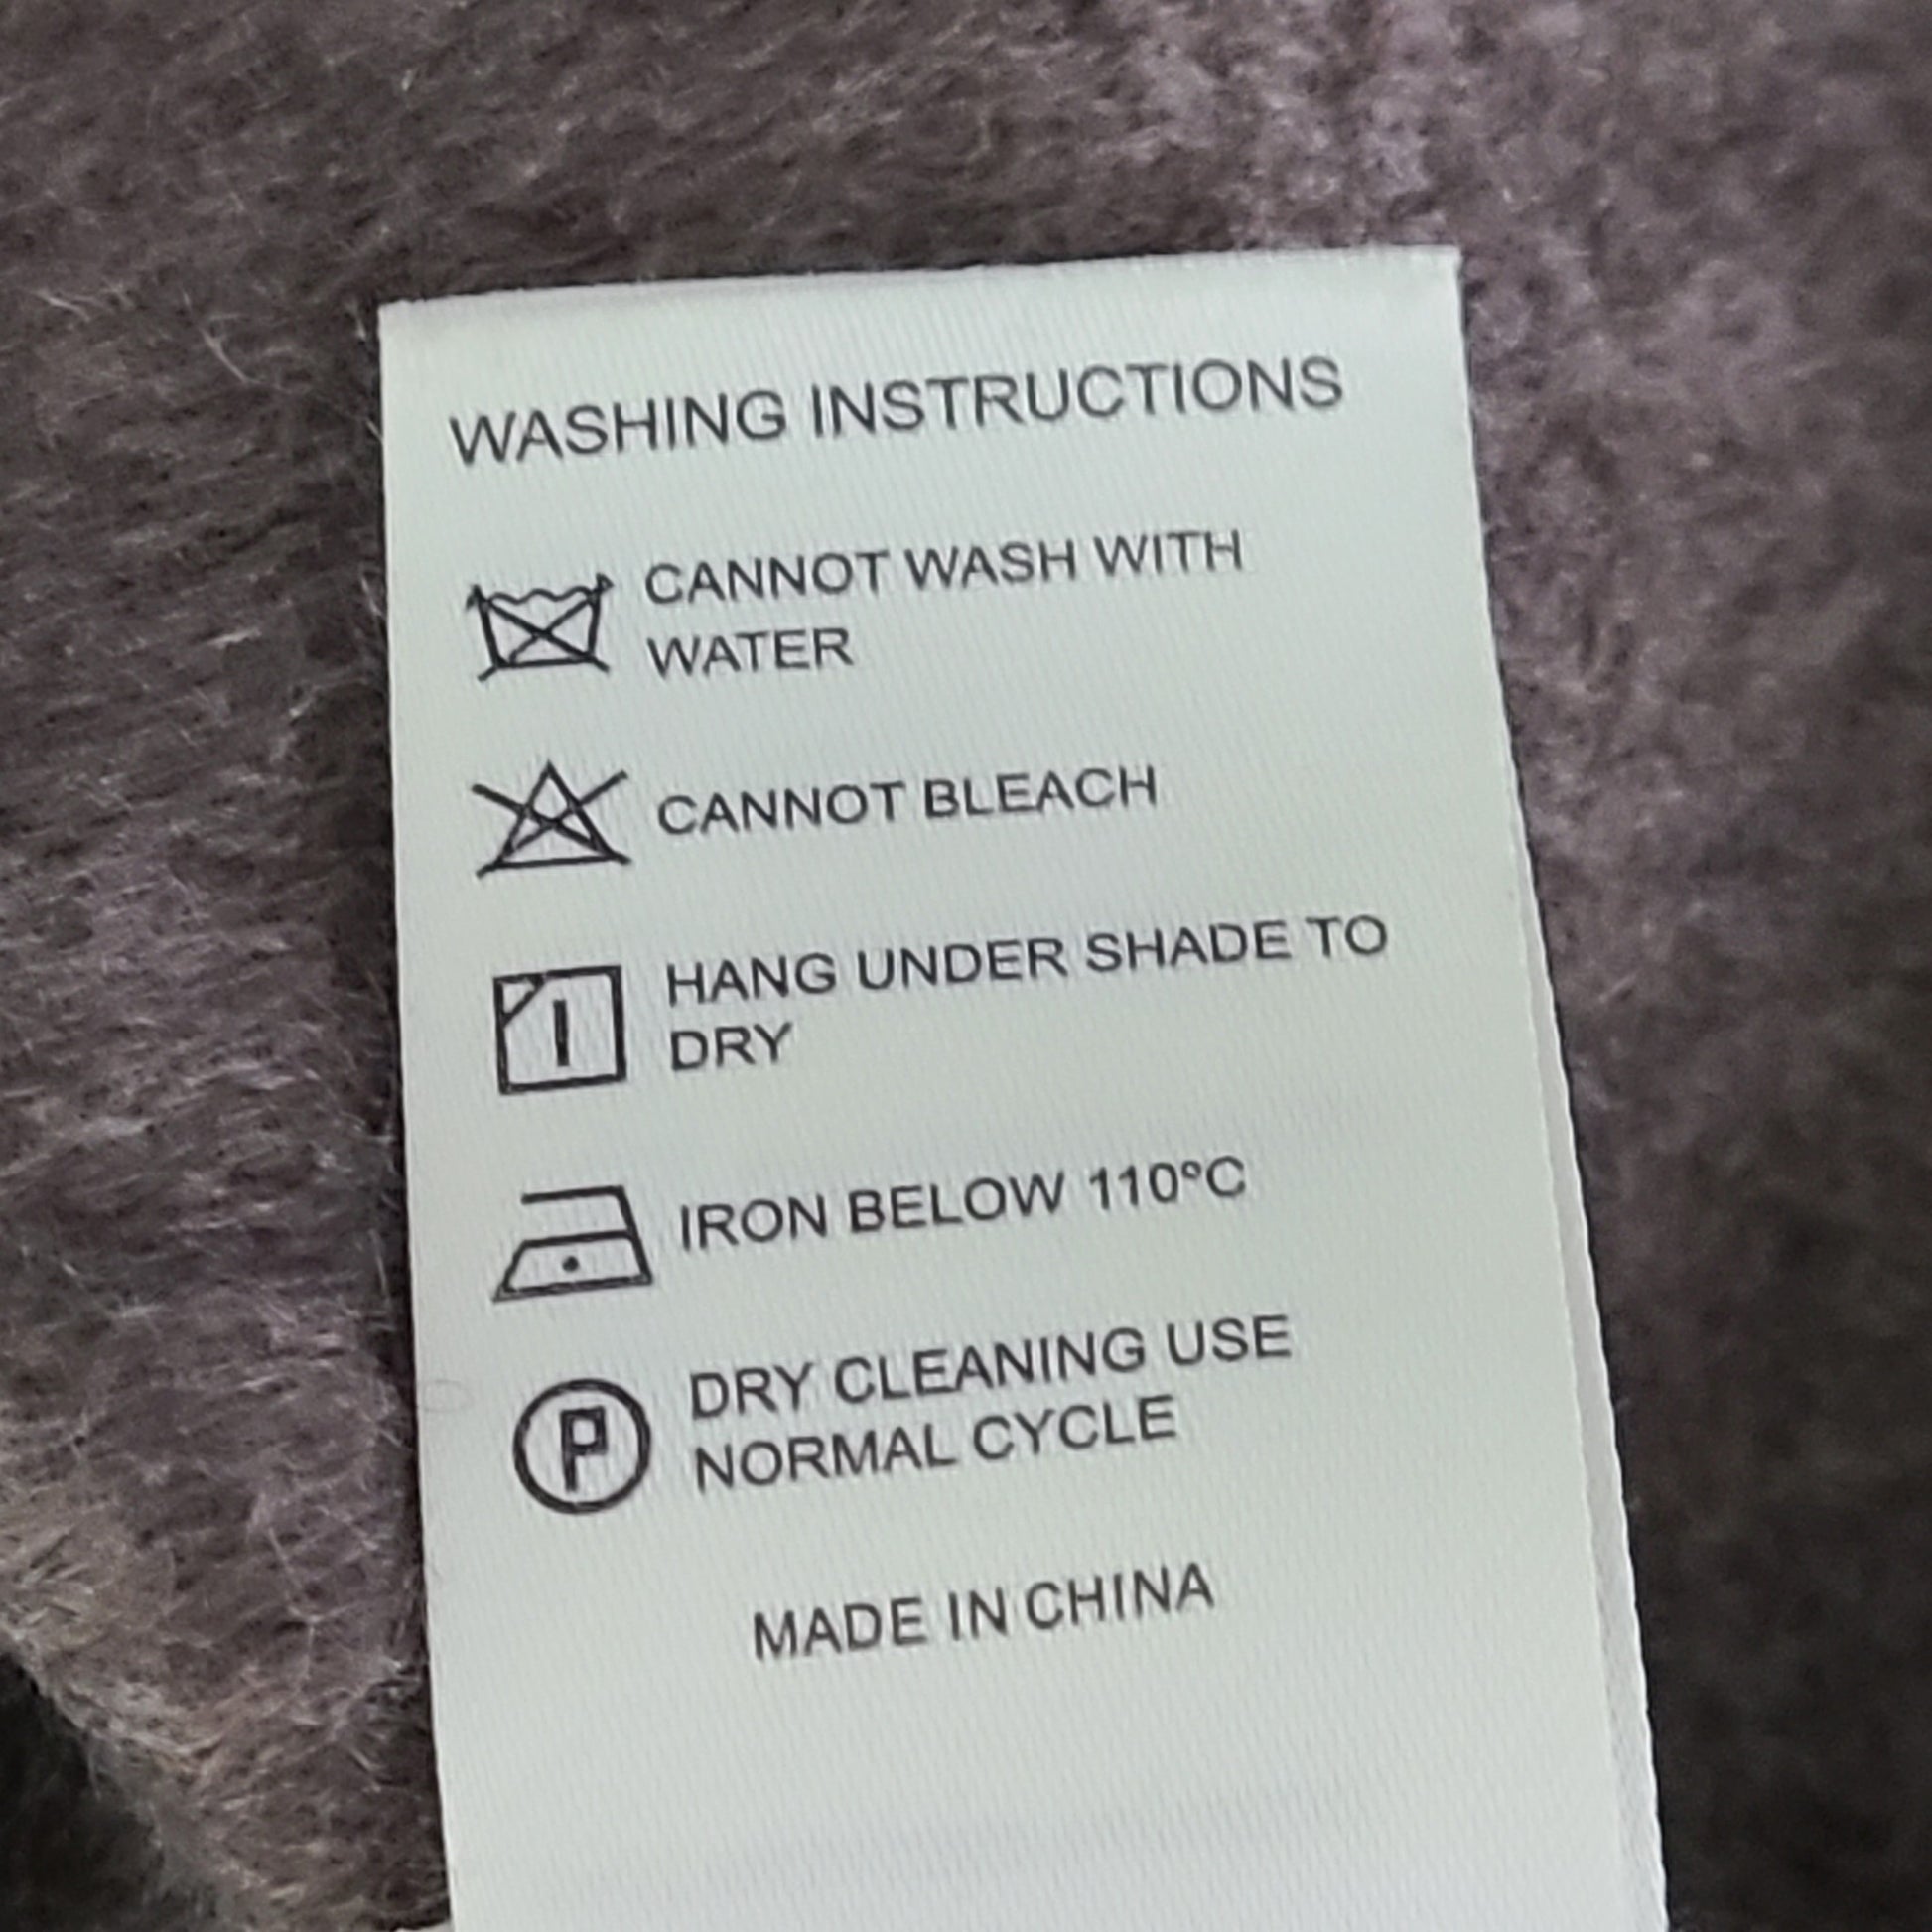 WASHING INSTRUCTIONS
CANNOT WASH WITH
WATER
CANNOT BLEACH
HANG UNDER SHADE TO
DRY
IRON BELOW 110ºC
P
DRY CLEANING USE
NORMAL CYCLE
MADE IN CHINA